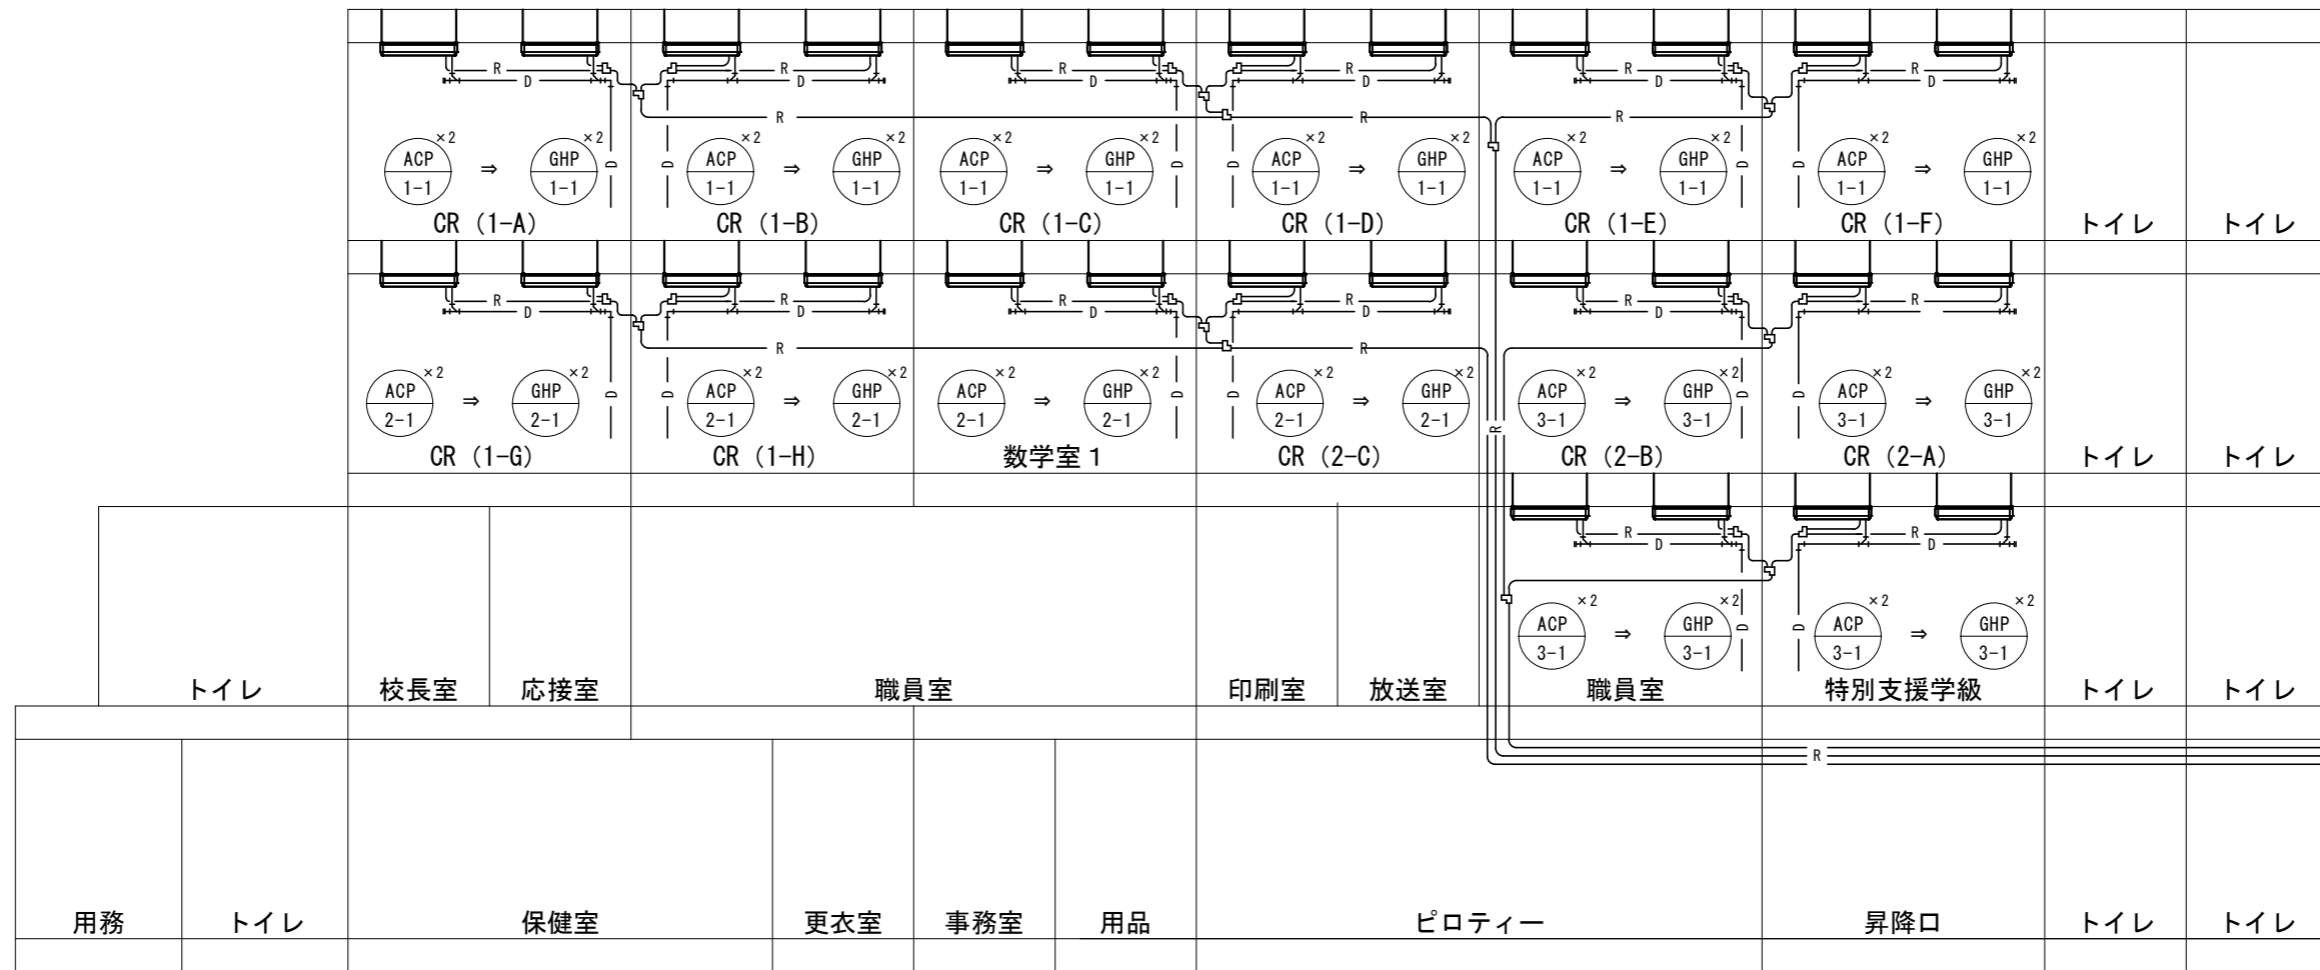 R R R R R R
D D D D D D
R R R
×2 ×2 ×2 ×2 ×2 ×2 ×2 ×2 ×2 ×2 ×2 ×2
ACP ⇒ GHP D D ACP ⇒ GHP ACP ⇒ GHP D ACP D ⇒ GHP ACP ⇒ GHP D D ACP ⇒ GHP
1-1 1-1 1-1 1-1 1-1 1-1 1-1 1-1 1-1 1-1 1-1 1-1
CR (1-A) CR (1-B) CR (1-C) CR (1-D) CR (1-E) CR (1-F) トイレ トイレ
R R R R R R
D D D D D
R R
×2 ×2 ×2 ×2 ×2 ×2 ×2 ×2 ×2 ×2 ×2 ×2
ACP ⇒ GHP D D ACP ⇒ GHP ACP ⇒ GHP D D ACP ⇒ GHP ACP ⇒ GHP D D ACP ⇒ GHP
2-1 2-1 2-1 2-1 2-1 2-1 2-1 2-1 3-1 3-1 3-1 3-1
R
CR (1-G) CR (1-H) 数学室1 CR (2-C) CR (2-B) CR (2-A) トイレ トイレ
R R
D D
×2 ×2 ×2 ×2
ACP ⇒ GHP D D ACP ⇒ GHP
3-1 3-1 3-1 3-1
トイレ 校長室 応接室 職員室 印刷室 放送室 職員室 特別支援学級 トイレ トイレ
R
用務 トイレ 保健室 更衣室 事務室 用品 ピロティー 昇降口 トイレ トイレ